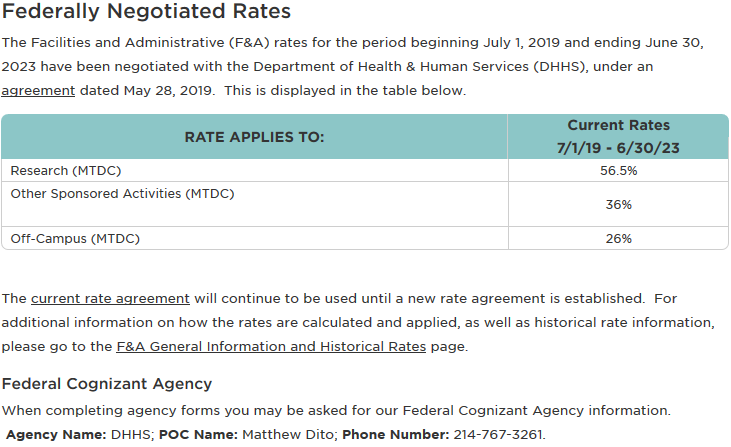 Federally Negotiated Rates
The Facilities and Administrative (F&A) rates for the period beginning July 1, 2019 and ending June 30,
2023 have been negotiated with the Department of Health & Human Services (DHHS), under an
agreement dated May 28, 2019.  This is displayed in the table below.
RATE APPLIES TO:
Current Rates
7/1/19 - 6/30/23
Research (MTDC)
56.5%
Other Sponsored Activities (MTDC)
36%
Off-Campus (MTDC)
26%
The current rate agreement will continue to be used until a new rate agreement is established.  For
additional information on how the rates are calculated and applied, as well as historical rate information,
please go to the F&A General Information and Historical Rates page.
Federal Cognizant Agency
When completing agency forms you may be asked for our Federal Cognizant Agency information.
Agency Name: DHHS; POC Name: Matthew Dito; Phone Number: 214-767-3261.